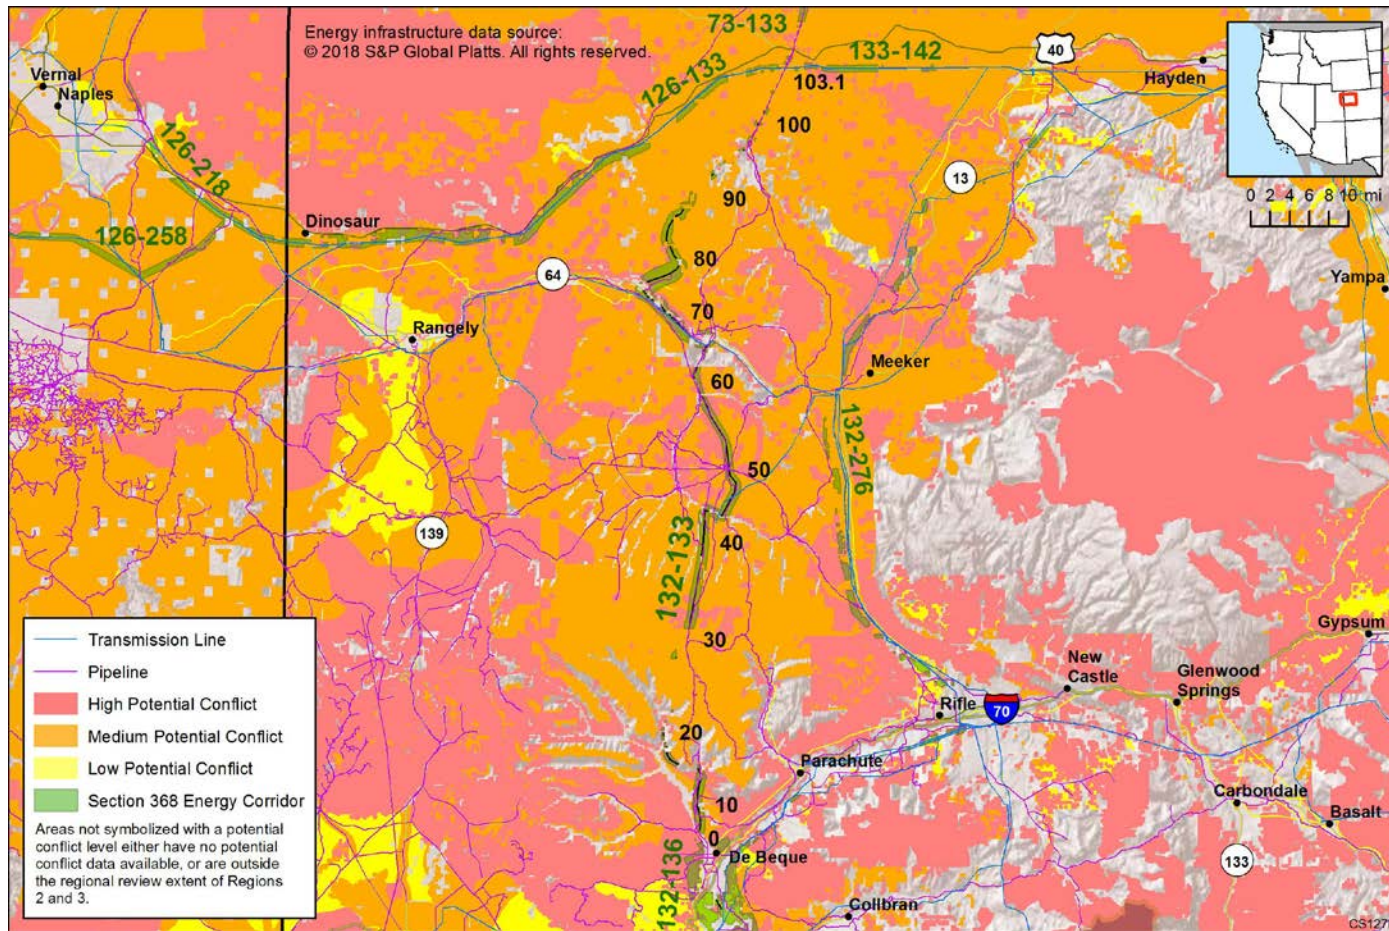 Energy infrastructure data source:
© 2018 S&P Global Platts. All rights reserved.
73-133
133-142
40
Hayden
Vernal
Naples
126-133
103.1
100
126-218
13
0 2 4 6 8 10 mi
90
Dinosaur
126-258
80
64
Yampa
70
Rangely
Meeker
60
132-276
50
139
40
132-133
30
Gypsum
New
Castle
Glenwood
Springs
Rifle
70
20
Parachute
10
Carbondale
Basalt
0
De Beque
133
132-136
Collbran
Transmission Line
Pipeline
High Potential Conflict
Medium Potential Conflict
Low Potential Conflict
Section 368 Energy Corridor
Areas not symbolized with a potential
conflict level either have no potential
conflict data available, or are outside
the regional review extent of Regions
2 and 3.
CS127